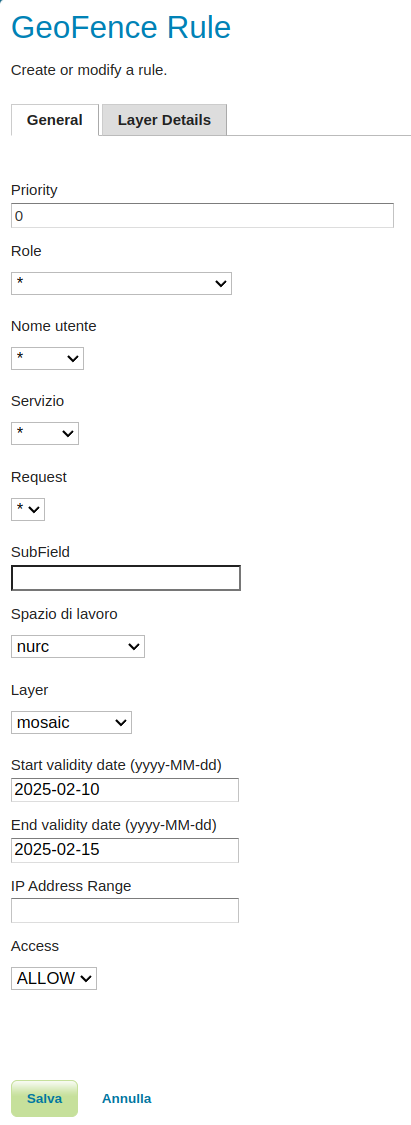 GeoFence Rule
Create or modify a rule.
General
Layer Details
Priority
0
Role
*
Nome utente
*
Servizio
*
Request
*
SubField
Spazio di lavoro
nurc
Layer
mosaic
Start validity date (yyyy-MM-dd)
2025-02-10
End validity date (yyyy-MM-dd)
2025-02-15
IP Address Range
Access
ALLOW
Salva
Annulla